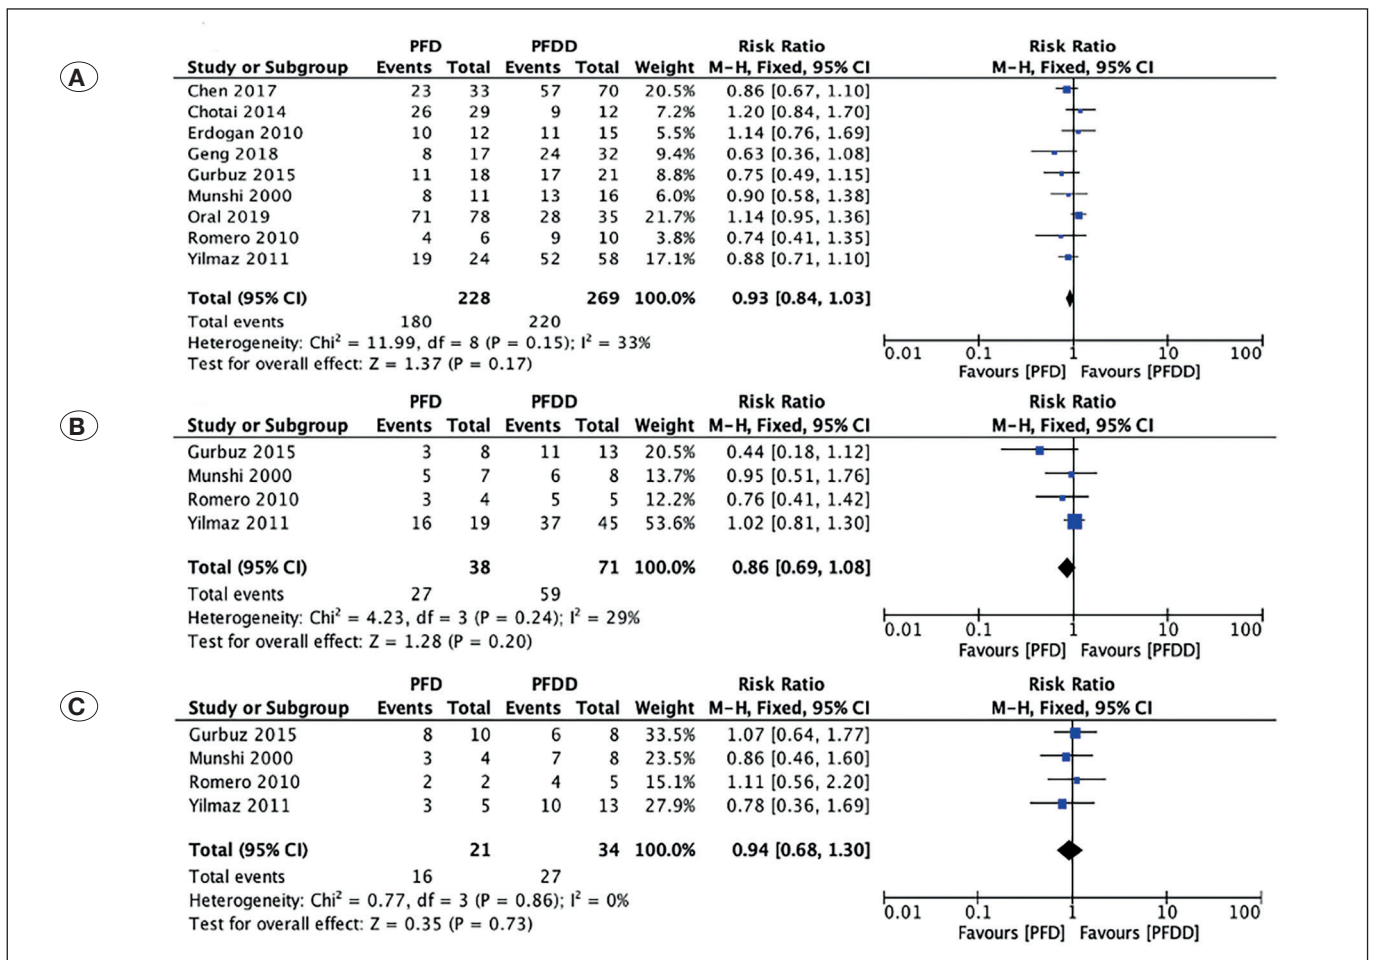 A
PFD PFDD Risk Ratio Risk Ratio
Study or Subgroup Events Total Events Total Weight M-H, Fixed, 95% CI M-H, Fixed, 95% CI
Chen 2017 23 33 57 70 20.5% 0.86 [0.67, 1.10]
Chotai 2014 26 29 9 12 7.2% 1.20 [0.84, 1.70]
Erdogan 2010 10 12 11 15 5.5% 1.14 [0.76, 1.69]
Geng 2018 8 17 24 32 9.4% 0.63 [0.36, 1.08]
Gurbuz 2015 11 18 17 21 8.8% 0.75 [0.49, 1.15]
Munshi 2000 8 11 13 16 6.0% 0.90 [0.58, 1.38]
Oral 2019 71 78 28 35 21.7% 1.14 [0.95, 1.36]
Romero 2010 4 6 9 10 3.8% 0.74 [0.41, 1.35]
Yilmaz 2011 19 24 52 58 17.1% 0.88 [0.71, 1.10]
Total (95% CI) 228 269 100.0% 0.93 [0.84, 1.03]
Total events 180 220
Heterogeneity: Chi² = 11.99, df = 8 (P = 0.15); I² = 33%
Test for overall effect: Z = 1.37 (P = 0.17)
0.01 0.1 1 10 100
Favours [PFD] Favours [PFDD]
B
PFD PFDD Risk Ratio Risk Ratio
Study or Subgroup Events Total Events Total Weight M-H, Fixed, 95% CI M-H, Fixed, 95% CI
Gurbuz 2015 3 8 11 13 20.5% 0.44 [0.18, 1.12]
Munshi 2000 5 7 6 8 13.7% 0.95 [0.51, 1.76]
Romero 2010 3 4 5 5 12.2% 0.76 [0.41, 1.42]
Yilmaz 2011 16 19 37 45 53.6% 1.02 [0.81, 1.30]
Total (95% CI) 38 71 100.0% 0.86 [0.69, 1.08]
Total events 27 59
Heterogeneity: Chi² = 4.23, df = 3 (P = 0.24); I² = 29%
Test for overall effect: Z = 1.28 (P = 0.20)
0.01 0.1 1 10 100
Favours [PFD] Favours [PFDD]
C
PFD PFDD Risk Ratio Risk Ratio
Study or Subgroup Events Total Events Total Weight M-H, Fixed, 95% CI M-H, Fixed, 95% CI
Gurbuz 2015 8 10 6 8 33.5% 1.07 [0.64, 1.77]
Munshi 2000 3 4 7 8 23.5% 0.86 [0.46, 1.60]
Romero 2010 2 2 4 5 15.1% 1.11 [0.56, 2.20]
Yilmaz 2011 3 5 10 13 27.9% 0.78 [0.36, 1.69]
Total (95% CI) 21 34 100.0% 0.94 [0.68, 1.30]
Total events 16 27
Heterogeneity: Chi² = 0.77, df = 3 (P = 0.86); I² = 0%
Test for overall effect: Z = 0.35 (P = 0.73)
0.01 0.1 1 10 100
Favours [PFD] Favours [PFDD]